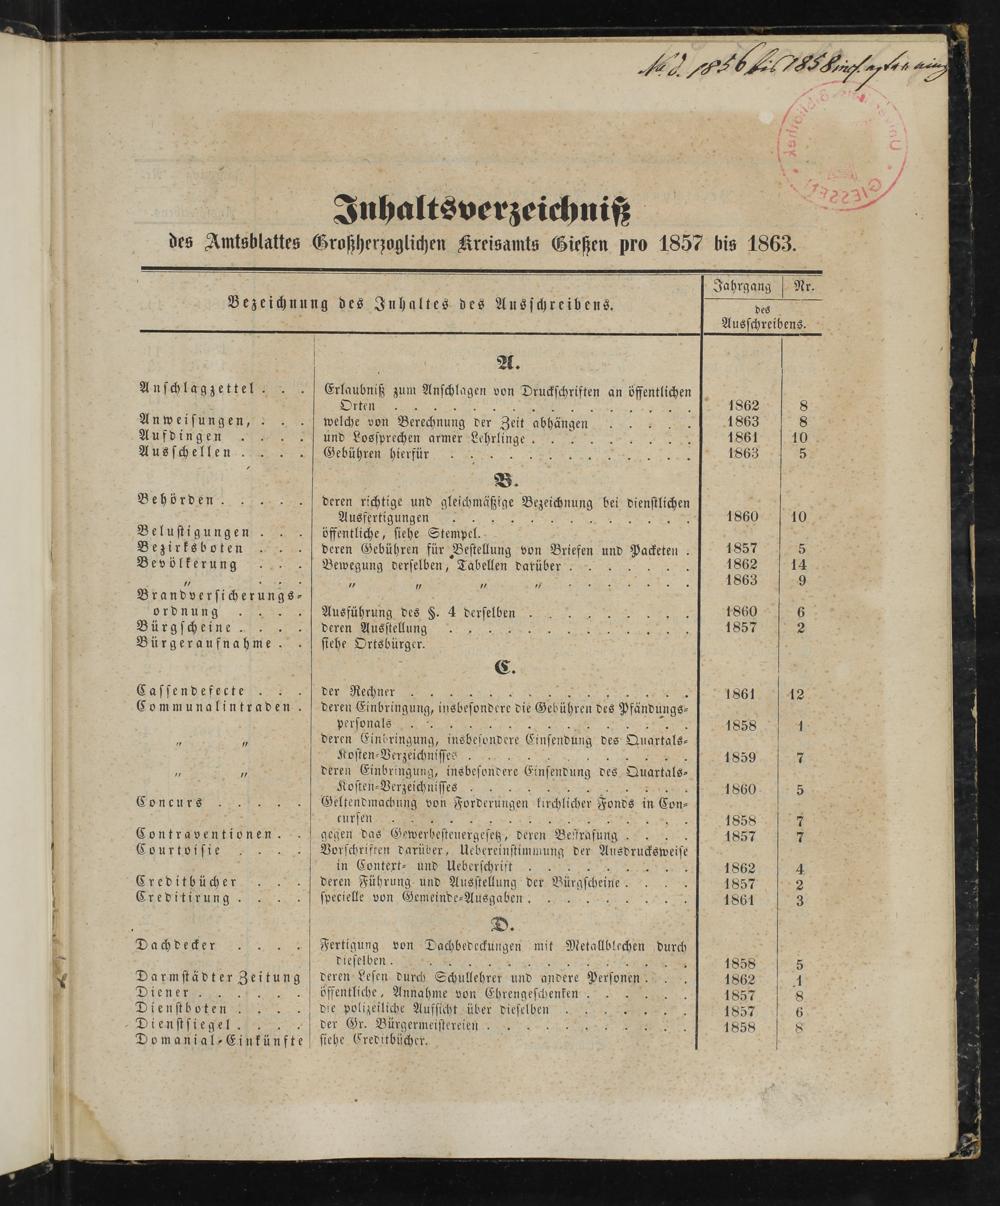 1856 bis 1858
Universitäts-Bibliothek
GIESSEN
Inhaltsverzeichniß
des Amtsblattes Großherzoglichen Kreisamts Gießen pro 1857 bis 1863.
Bezeichnung des Inhaltes des Ausschreibens. Jahrgang Nr.
des
Ausschreibens.
A.
Anschlagzettel . . . Erlaubniß zum Anschlagen von Druckschriften an öffentlichen
Orten . . . 1862 8
Anweisungen, . . . welche von Berechnung der Zeit abhängen . . . 1863 8
Aufdingen . . . und Lossprechen armer Lehrlinge . . . 1861 10
Ausschellen . . . Gebühren hierfür . . . 1863 5
B.
Behörden . . . deren richtige und gleichmäßige Bezeichnung bei dienstlichen
Ausfertigungen . . . 1860 10
Belustigungen . . . öffentliche, siehe Stempel.
Bezirksboten . . . deren Gebühren für Bestellung von Briefen und Packeten . 1857 5
Bevölkerung . . . Bewegung derselben, Tabellen darüber . . . 1862 14
„ . . . „ „ „ „ . . . 1863 9
Brandversicherungs-
ordnung . . . Ausführung des §. 4 derselben . . . 1860 6
Bürgscheine . . . deren Ausstellung . . . 1857 2
Bürgeraufnahme . . siehe Ortsbürger.
C.
Cassendefecte . . . der Rechner . . . 1861 12
Communalintraden . deren Einbringung, insbesondere die Gebühren des Pfändungs-
personals . . . 1858 1
„ „ deren Einbringung, insbesondere Einsendung des Quartals-
Kosten-Verzeichnisses . . . 1859 7
„ „ deren Einbringung, insbesondere Einsendung des Quartals-
Kosten-Verzeichnisses . . . 1860 5
Concurs . . . Geltendmachung von Forderungen kirchlicher Fonds in Con-
cursen . . . 1858 7
Contraventionen . . gegen das Gewerbesteuergesetz, deren Bestrafung . . . 1857 7
Courtoisie . . . Vorschriften darüber, Uebereinstimmung der Ausdrucksweise
in Context- und Ueberschrift . . . 1862 4
Creditbücher . . . deren Führung und Ausstellung der Bürgscheine . . . 1857 2
Creditirung . . . specielle von Gemeinde-Ausgaben . . . 1861 3
D.
Dachdecker . . . Fertigung von Dachbedeckungen mit Metallblechen durch
dieselben . . . 1858 5
Darmstädter Zeitung deren Lesen durch Schullehrer und andere Personen . . . 1862 1
Diener . . . öffentliche, Annahme von Ehrengeschenken . . . 1857 8
Dienstboten . . . die polizeiliche Aufsicht über dieselben . . . 1857 6
Dienstsiegel . . . der Gr. Bürgermeistereien . . . 1858 8
Domanial-Einkünfte siehe Creditbücher.